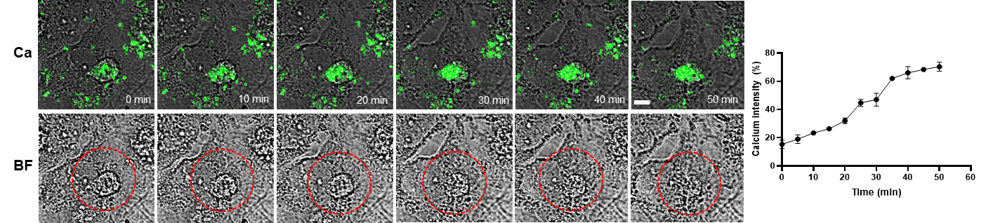 Ca
0 min
10 min
20 min
30 min
40 min
50 min
BF
Calcium intensity (%)
80
60
40
20
0
0 10 20 30 40 50 60
Time (min)